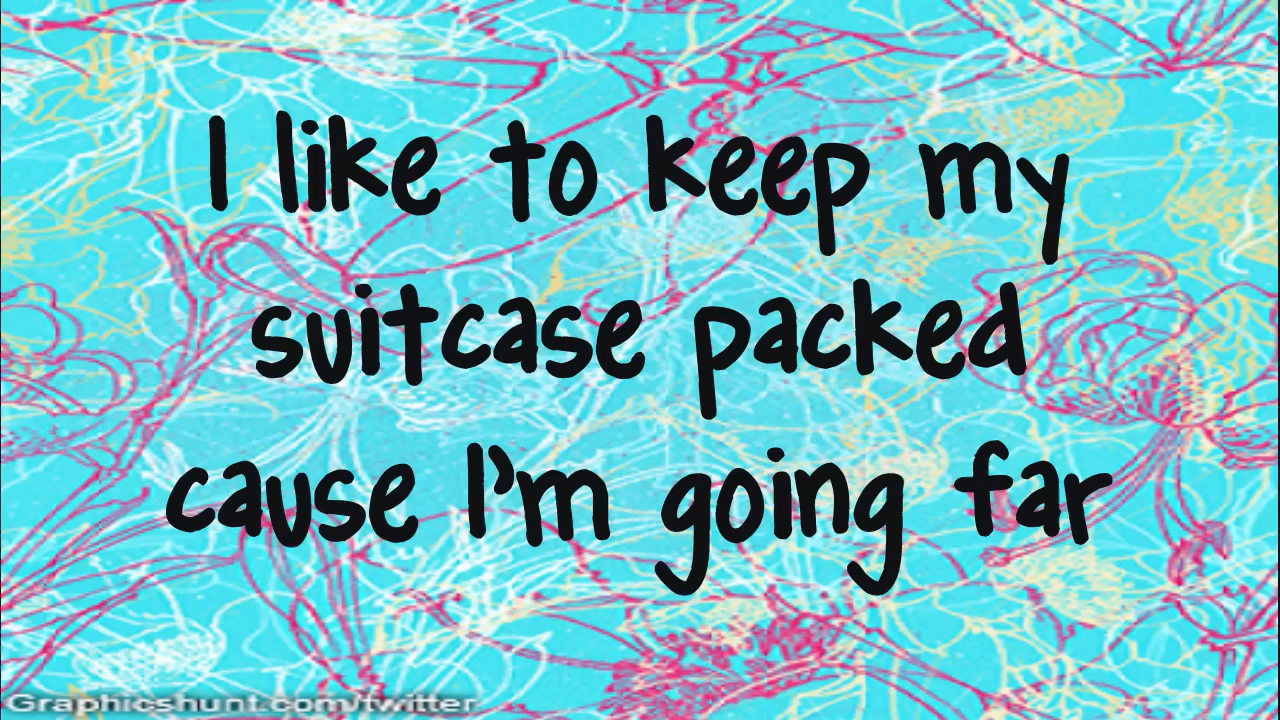 I like to keep my
suitcase packed
cause I'm going far
Graphicshunt.com/twitter